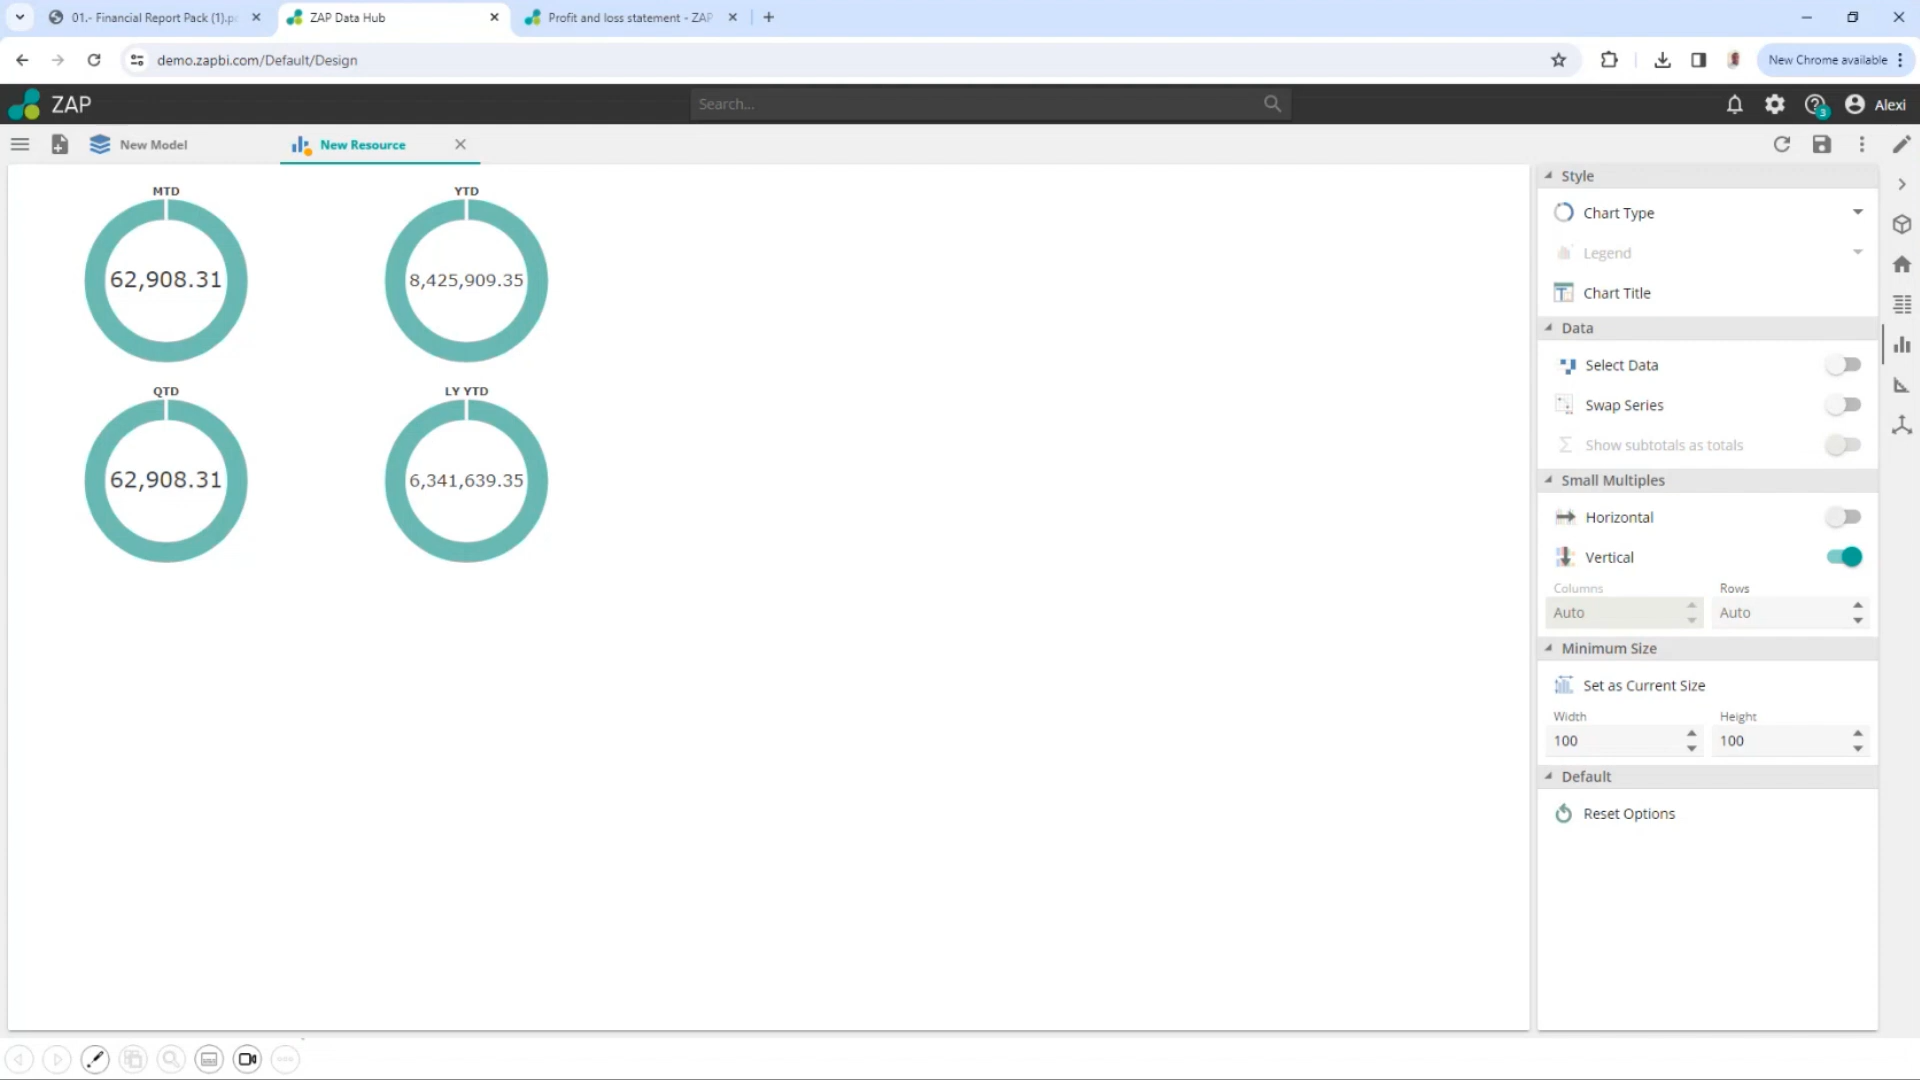 01.- Financial Report Pack (1).p
ZAP Data Hub
Profit and loss statement - ZAP
demo.zapbi.com/Default/Design
New Chrome available
ZAP
Search...
3
Alexi
New Model
New Resource
MTD
62,908.31
YTD
8,425,909.35
QTD
62,908.31
LY YTD
6,341,639.35
Style
Chart Type
Legend
Chart Title
Data
Select Data
Swap Series
Show subtotals as totals
Small Multiples
Horizontal
Vertical
Columns
Rows
Auto
Auto
Minimum Size
Set as Current Size
Width
Height
100
100
Default
Reset Options